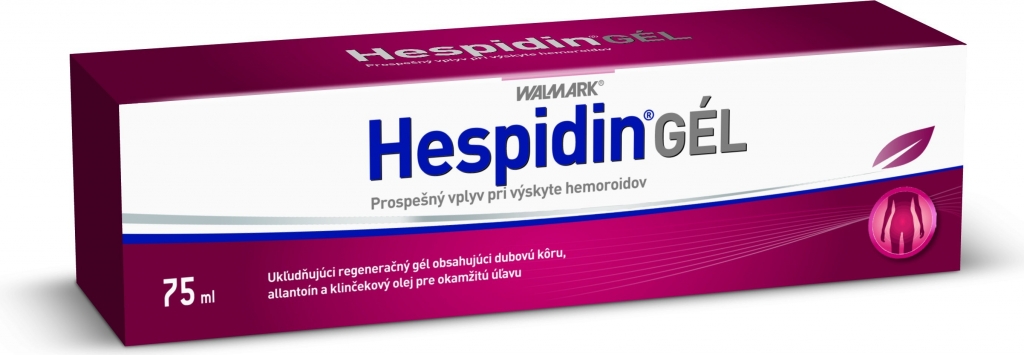 Hespidin® GÉL
Prospešný vplyv pri výskyte hemoroidov
WALMARK®
Hespidin® GÉL
Prospešný vplyv pri výskyte hemoroidov
Ukľudňujúci regeneračný gél obsahujúci dubovú kôru,
allantoín a klinčekový olej pre okamžitú úľavu
75 ml